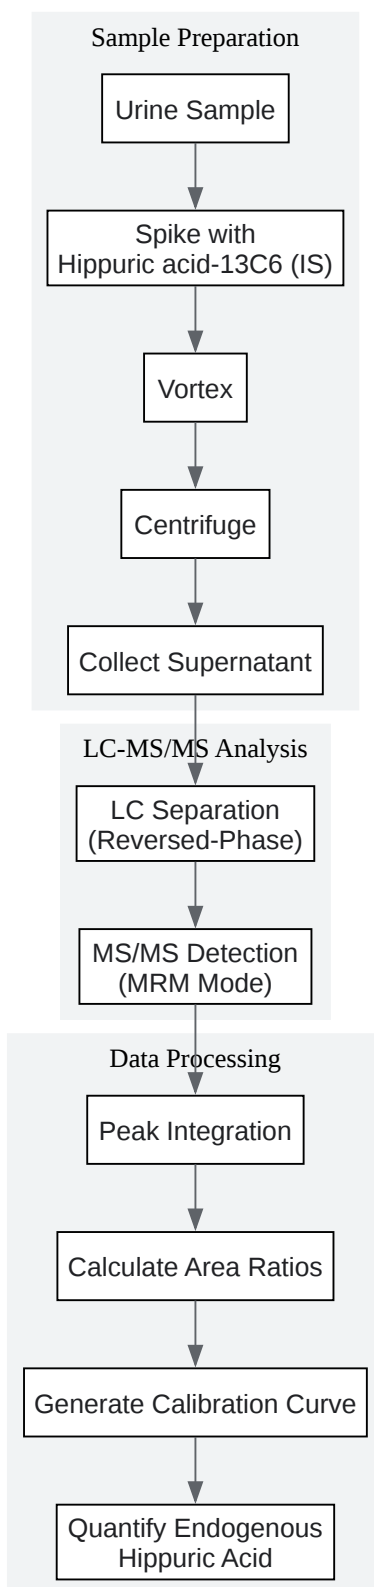 Sample Preparation
Urine Sample
Spike with
Hippuric acid-13C6 (IS)
Vortex
Centrifuge
Collect Supernatant
LC-MS/MS Analysis
LC Separation
(Reversed-Phase)
MS/MS Detection
(MRM Mode)
Data Processing
Peak Integration
Calculate Area Ratios
Generate Calibration Curve
Quantify Endogenous
Hippuric Acid